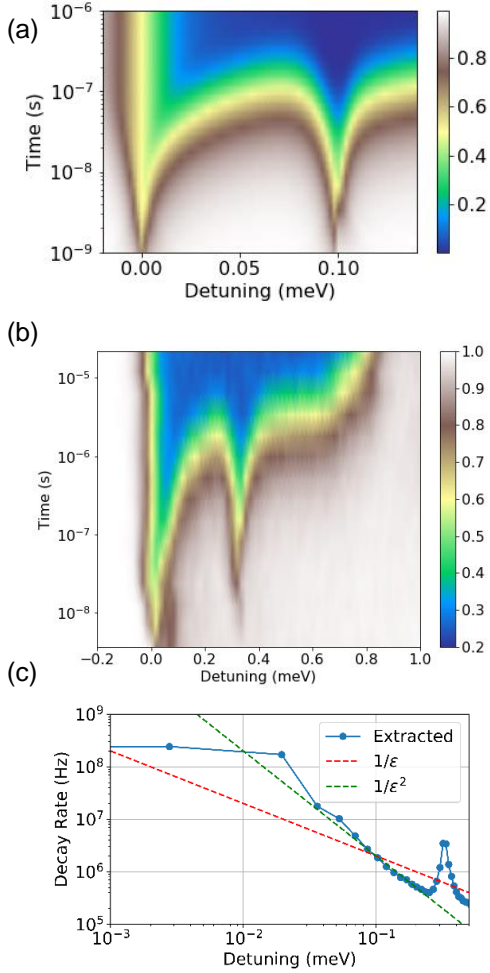 (a)
Time (s)
10⁻⁶
10⁻⁷
10⁻⁸
10⁻⁹
0.00 0.05 0.10
Detuning (meV)
0.8
0.6
0.4
0.2
(b)
Time (s)
10⁻⁵
10⁻⁶
10⁻⁷
10⁻⁸
−0.2 0.0 0.2 0.4 0.6 0.8 1.0
Detuning (meV)
1.0
0.9
0.8
0.7
0.6
0.5
0.4
0.3
0.2
(c)
Decay Rate (Hz)
10⁹
10⁸
10⁷
10⁶
10⁵
Extracted
1/ε
1/ε²
10⁻³ 10⁻² 10⁻¹
Detuning (meV)